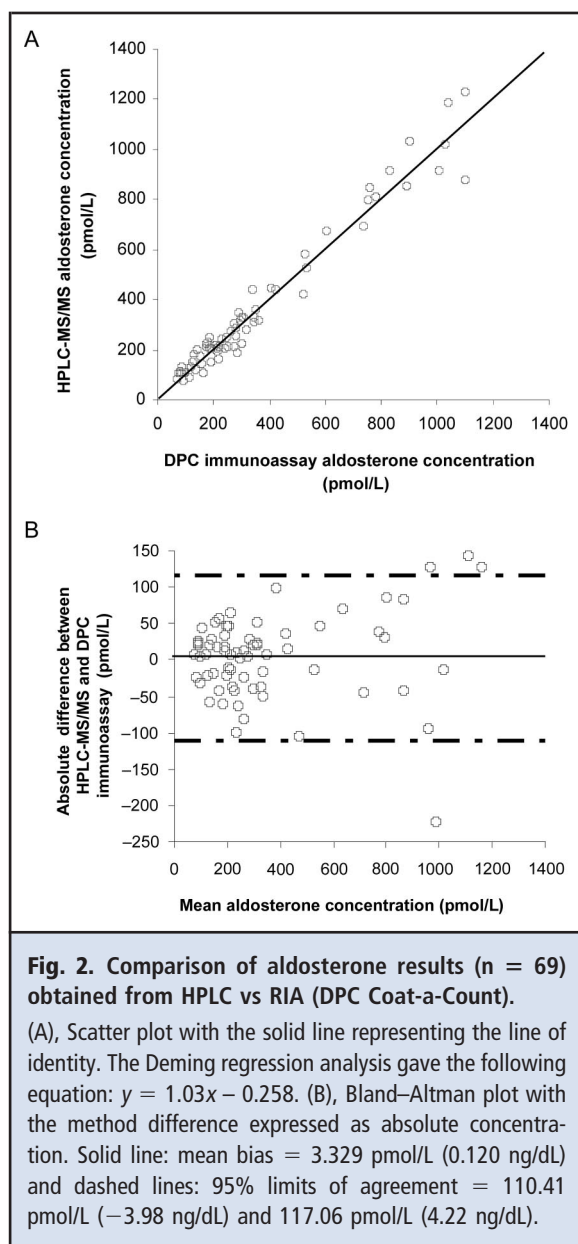 A
HPLC-MS/MS aldosterone concentration
(pmol/L)
1400
1200
1000
800
600
400
200
0
0 200 400 600 800 1000 1200 1400
DPC immunoassay aldosterone concentration
(pmol/L)
B
Absolute difference between
HPLC-MS/MS and DPC
immunoassay (pmol/L)
150
100
50
0
–50
–100
–150
–200
–250
0 200 400 600 800 1000 1200 1400
Mean aldosterone concentration (pmol/L)
Fig. 2. Comparison of aldosterone results (n = 69)
obtained from HPLC vs RIA (DPC Coat-a-Count).
(A), Scatter plot with the solid line representing the line of
identity. The Deming regression analysis gave the following
equation: y = 1.03x – 0.258. (B), Bland–Altman plot with
the method difference expressed as absolute concentra-
tion. Solid line: mean bias = 3.329 pmol/L (0.120 ng/dL)
and dashed lines: 95% limits of agreement = 110.41
pmol/L (−3.98 ng/dL) and 117.06 pmol/L (4.22 ng/dL).